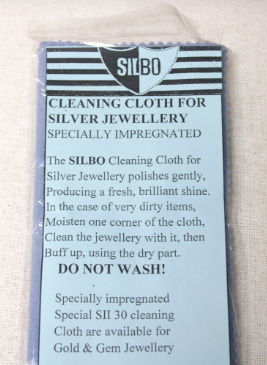 SILBO
CLEANING CLOTH FOR
SILVER JEWELLERY
SPECIALLY IMPREGNATED
The SILBO Cleaning Cloth for
Silver Jewellery polishes gently,
Producing a fresh, brilliant shine.
In the case of very dirty items,
Moisten one corner of the cloth,
Clean the jewellery with it, then
Buff up, using the dry part.
DO NOT WASH!
Specially impregnated
Special SII 30 cleaning
Cloth are available for
Gold & Gem Jewellery